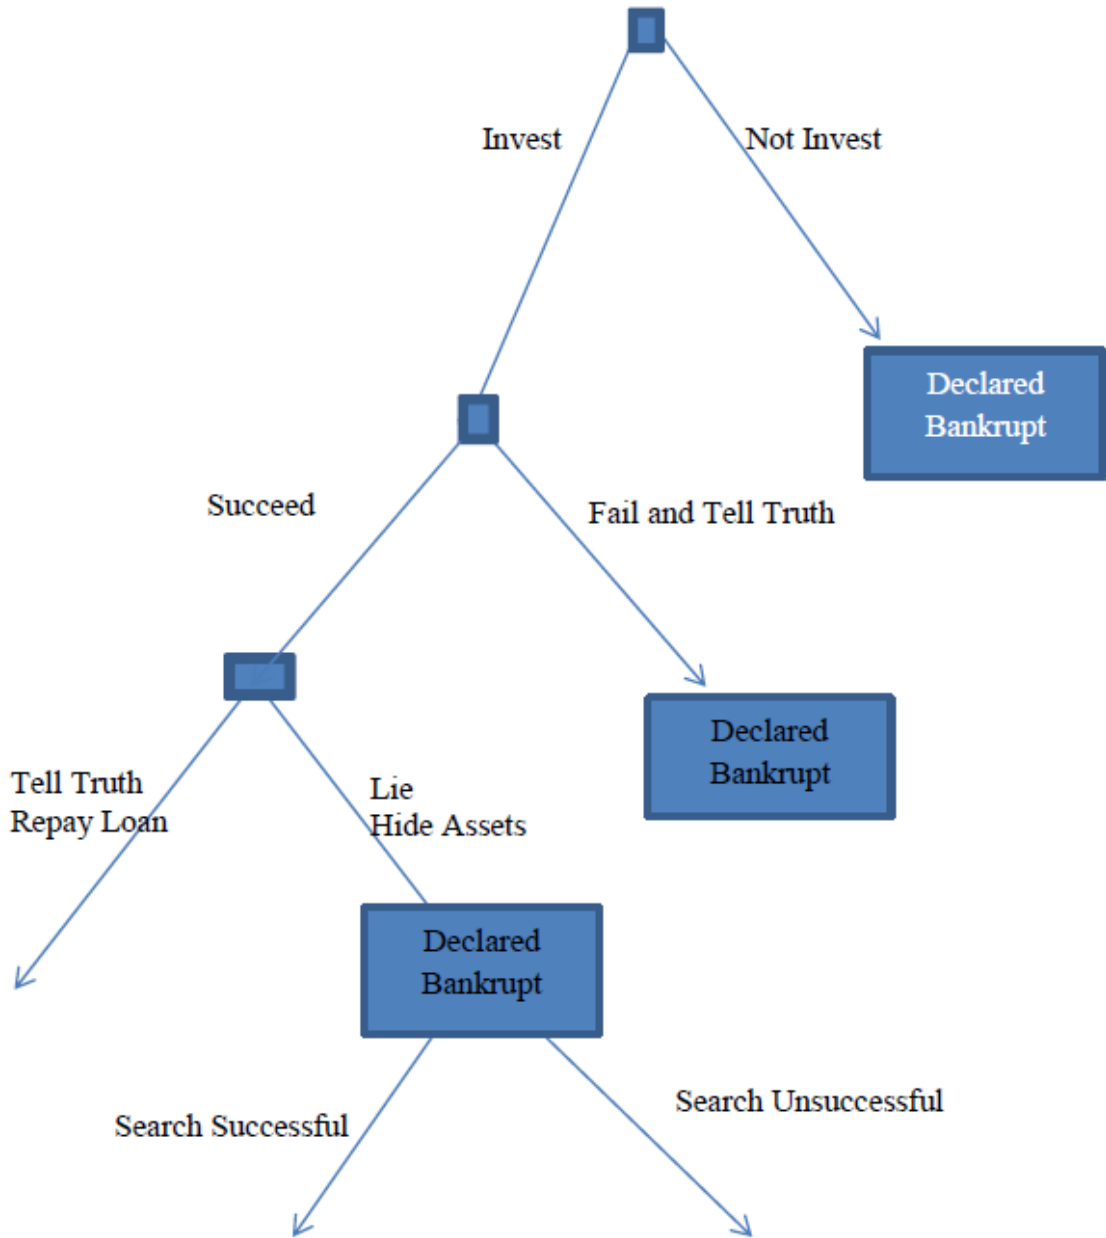 Invest
Not Invest
Declared
Bankrupt
Succeed
Fail and Tell Truth
Declared
Bankrupt
Tell Truth
Repay Loan
Lie
Hide Assets
Declared
Bankrupt
Search Successful
Search Unsuccessful